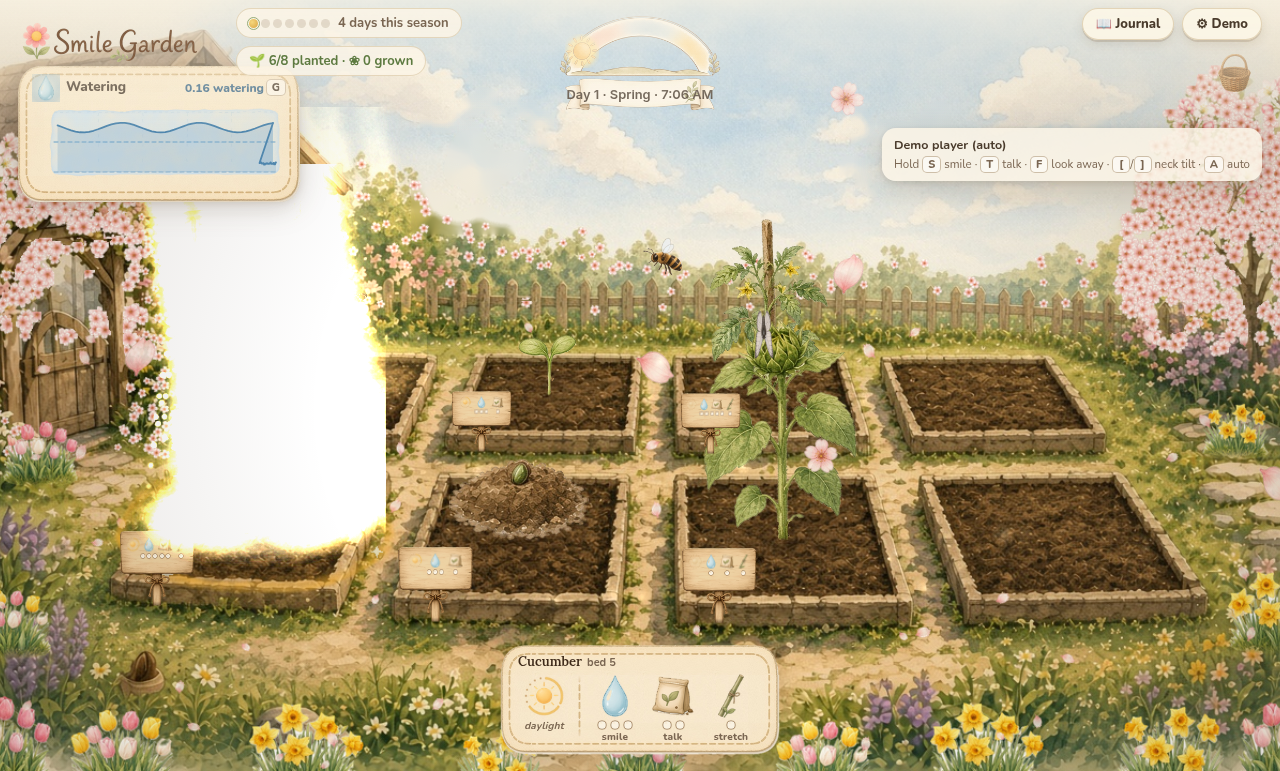 Smile Garden
4 days this season
6/8 planted · 0 grown
Watering
0.16 watering G
Day 1 · Spring · 7:06 AM
Journal
Demo
Demo player (auto)
Hold S smile · T talk · F look away · [ / ] neck tilt · A auto
Cucumber bed 5
daylight
smile
talk
stretch